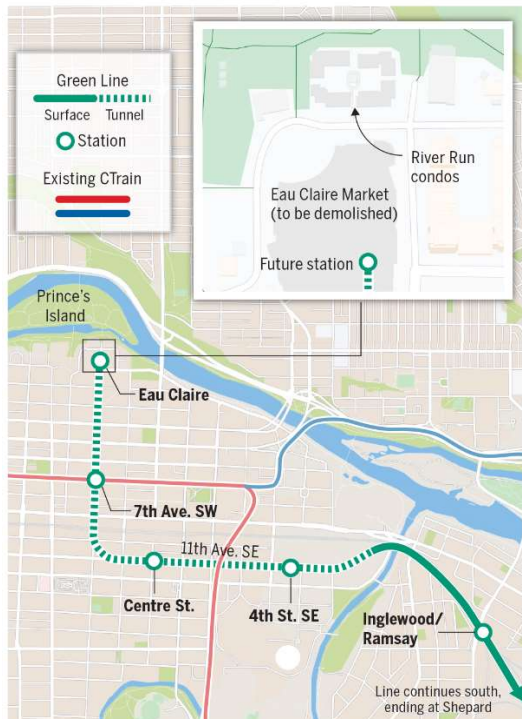 Green Line
Surface Tunnel
Station
Existing CTrain
River Run
condos
Eau Claire Market
(to be demolished)
Future station
Prince's
Island
Eau Claire
7th Ave. SW
11th Ave. SE
Centre St.
4th St. SE
Inglewood/
Ramsay
Line continues south,
ending at Shepard